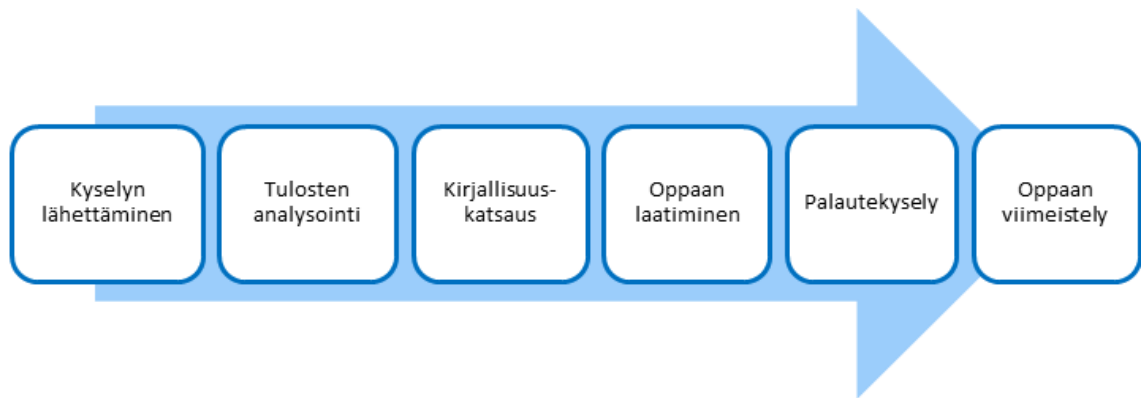 Kyselyn
lähettäminen
Tulosten
analysointi
Kirjallisuus-
katsaus
Oppaan
laatiminen
Palautekysely
Oppaan
viimeistely